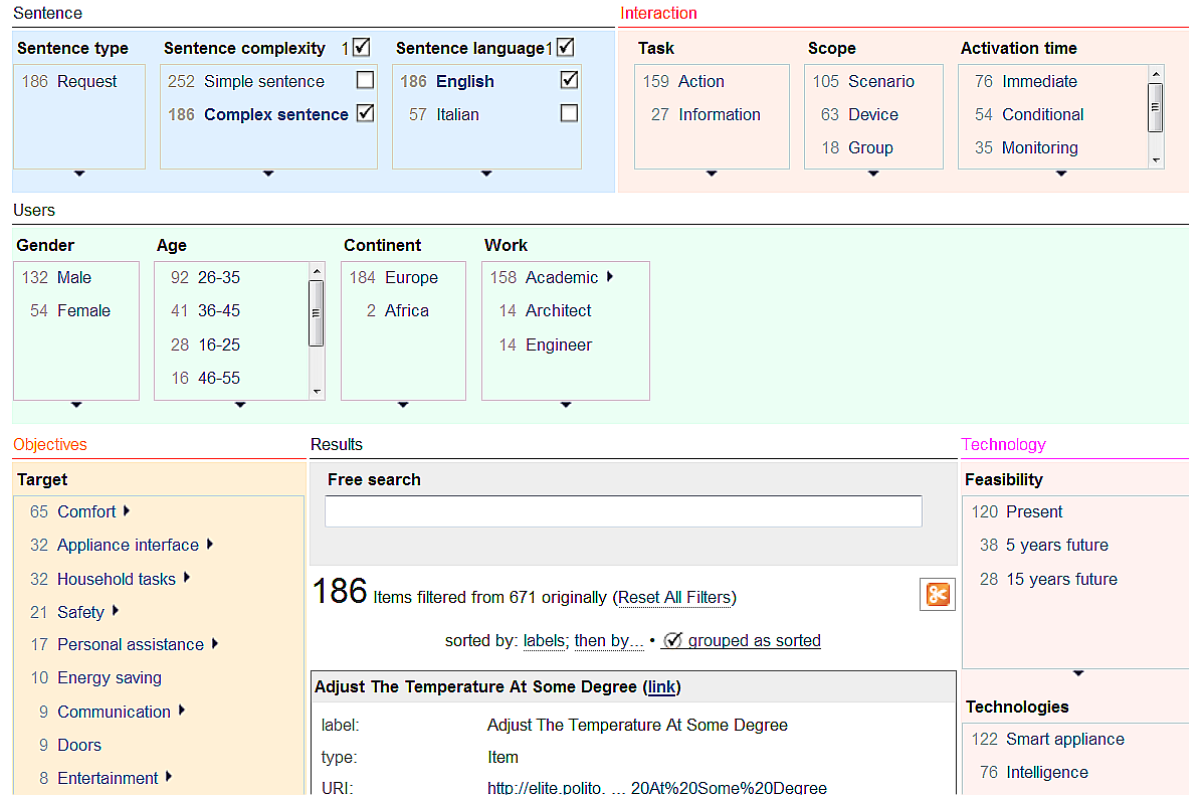 Sentence
Interaction
Sentence type
Sentence complexity 1
Sentence language 1
Task
Scope
Activation time
186 Request
252 Simple sentence
186 English
159 Action
105 Scenario
76 Immediate
186 Complex sentence
57 Italian
27 Information
63 Device
54 Conditional
18 Group
35 Monitoring
Users
Gender
Age
Continent
Work
132 Male
92 26-35
184 Europe
158 Academic
54 Female
41 36-45
2 Africa
14 Architect
28 16-25
14 Engineer
16 46-55
Objectives
Results
Technology
Target
Free search
Feasibility
65 Comfort
120 Present
32 Appliance interface
38 5 years future
32 Household tasks
28 15 years future
21 Safety
186 Items filtered from 671 originally (Reset All Filters)
17 Personal assistance
sorted by: labels; then by... • grouped as sorted
10 Energy saving
Adjust The Temperature At Some Degree (link)
9 Communication
label: Adjust The Temperature At Some Degree
Technologies
9 Doors
type: Item
122 Smart appliance
8 Entertainment
URI: http://elite.polito. ... 20At%20Some%20Degree
76 Intelligence